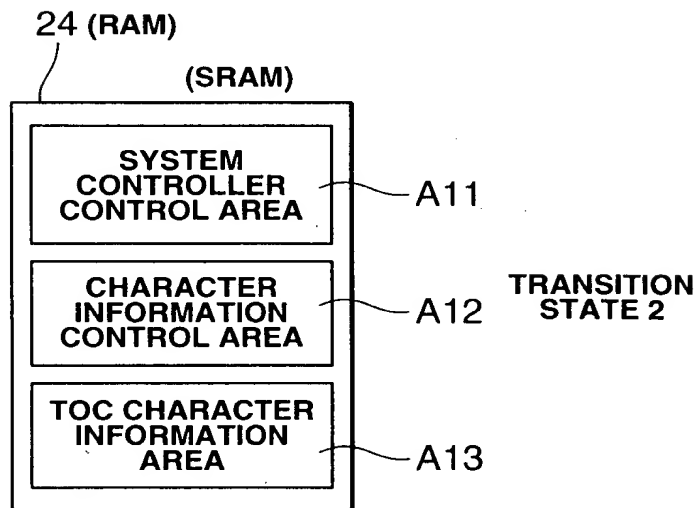 24 (RAM)
(SRAM)
SYSTEM
CONTROLLER
CONTROL AREA
A11
CHARACTER
INFORMATION
CONTROL AREA
A12
TRANSITION
STATE 2
TOC CHARACTER
INFORMATION
AREA
A13